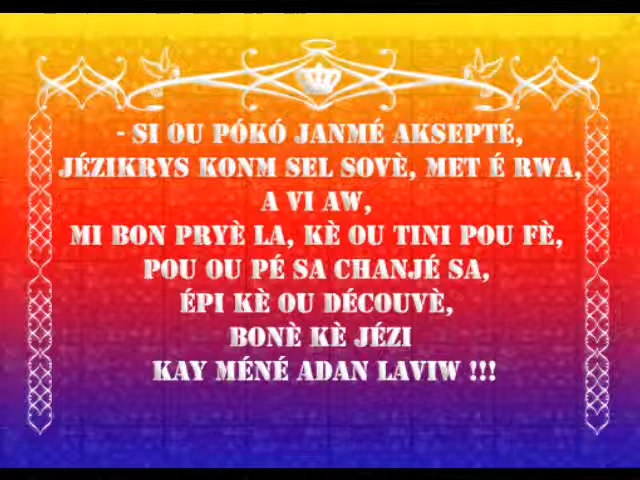 - SI OU PÓKÓ JANMÉ AKSEPTÉ,
JÉZIKRYS KONM SEL SOVÈ, MET É RWA,
A VI AW,
MI BON PRYÈ LA, KÈ OU TINI POU FÈ,
POU OU PÉ SA CHANJÉ SA,
ÉPI KÈ OU DÉCOUVÈ,
BONÈ KÈ JÉZI
KAY MÉNÉ ADAN LAVIW !!!